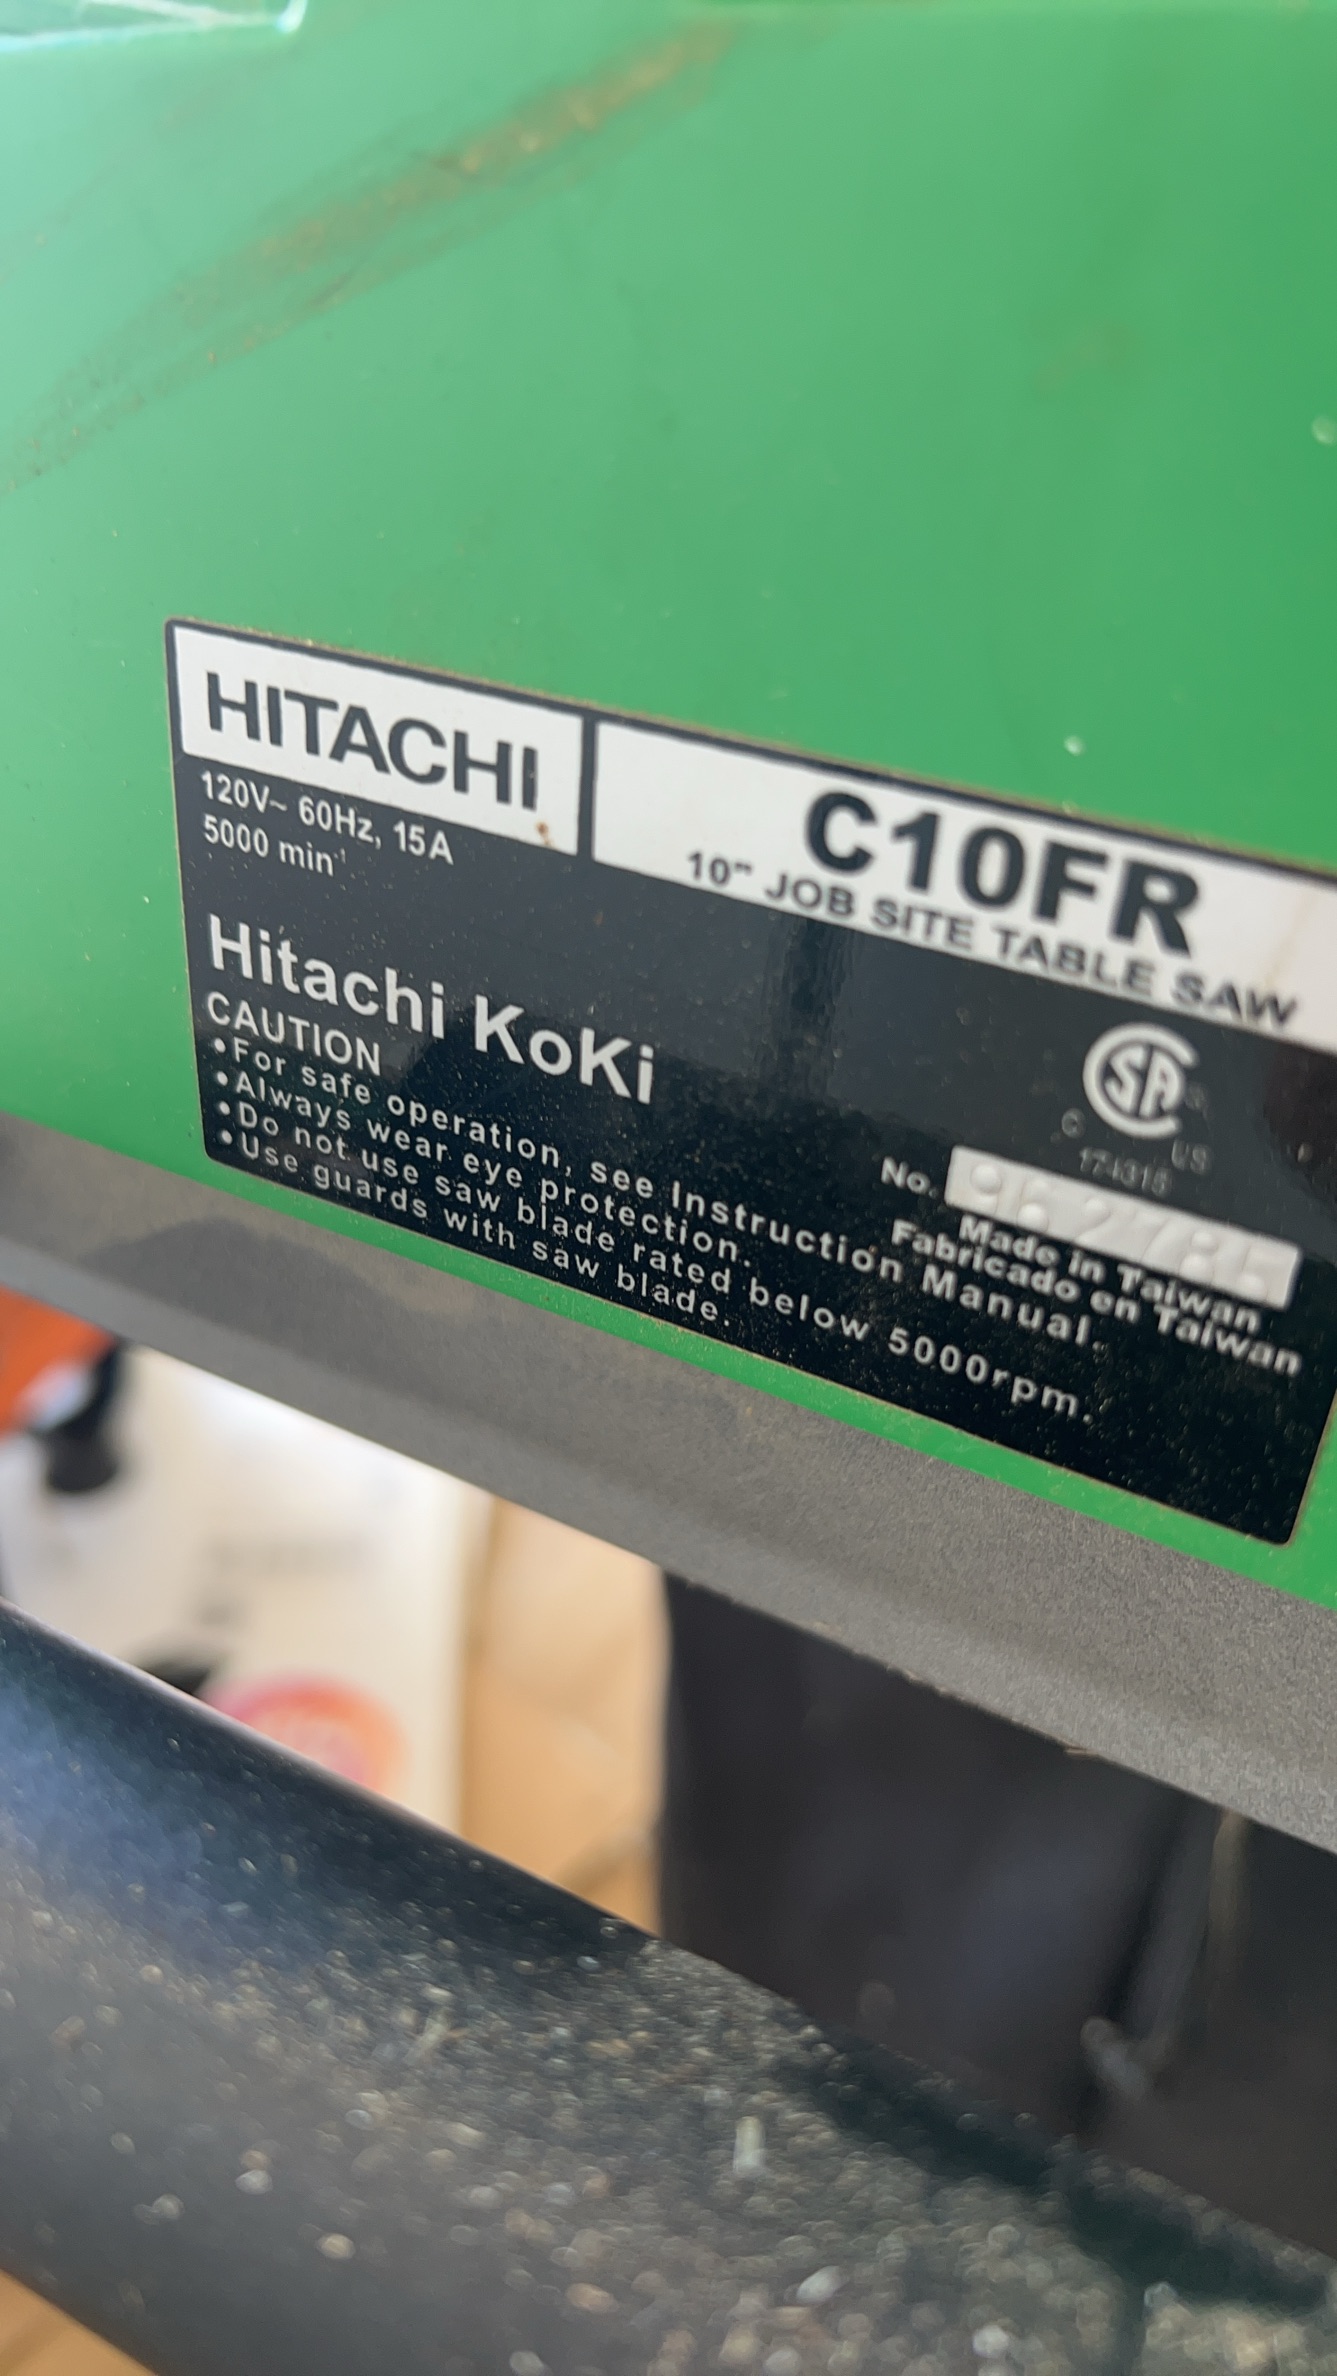 HITACHI
C10FR
10" JOB SITE TABLE SAW
120V~ 60Hz, 15A
5000 min-1
Hitachi KoKi
CAUTION
•For safe operation, see Instruction Manual.
•Always wear eye protection.
•Do not use saw blade rated below 5000rpm.
•Use guards with saw blade.
C US
No.
Made in Taiwan
Fabricado en Taiwan